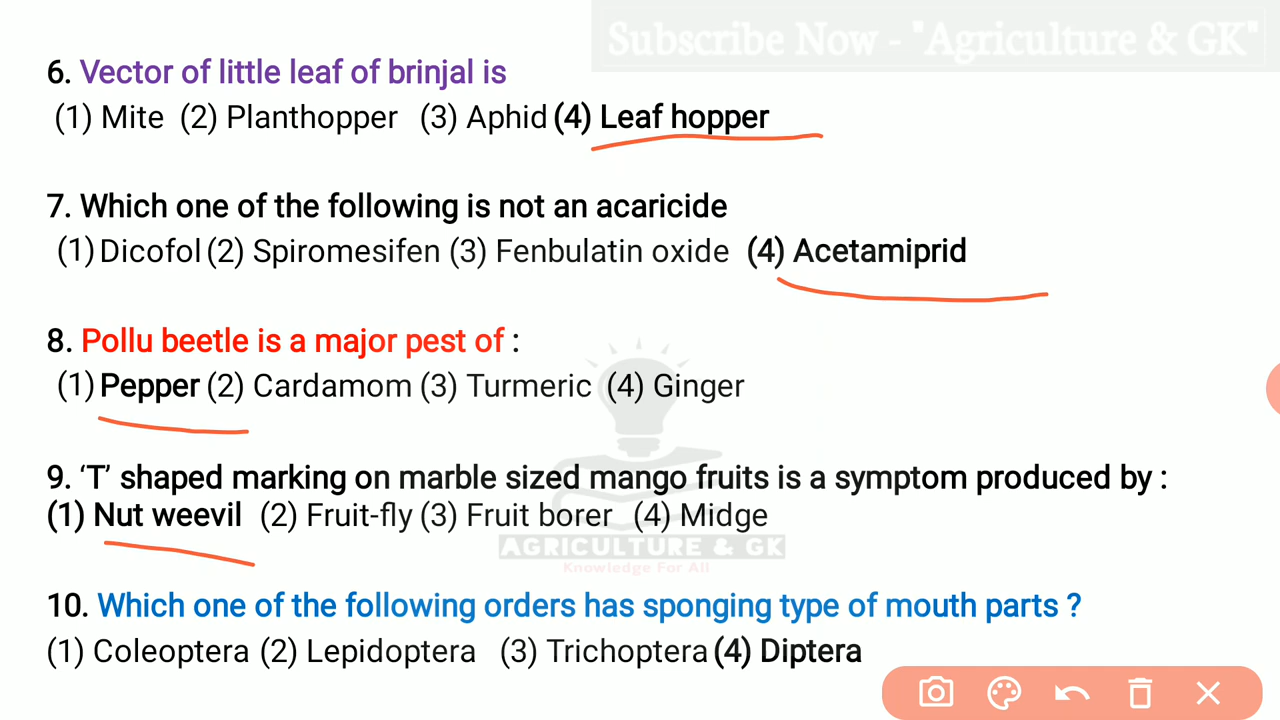 Subscribe Now - "Agriculture & GK"
6. Vector of little leaf of brinjal is
(1) Mite (2) Planthopper (3) Aphid (4) Leaf hopper
7. Which one of the following is not an acaricide
(1) Dicofol (2) Spiromesifen (3) Fenbulatin oxide (4) Acetamiprid
8. Pollu beetle is a major pest of :
(1) Pepper (2) Cardamom (3) Turmeric (4) Ginger
9. ‘T’ shaped marking on marble sized mango fruits is a symptom produced by :
(1) Nut weevil (2) Fruit-fly (3) Fruit borer (4) Midge
AGRICULTURE & GK
Knowledge For All
10. Which one of the following orders has sponging type of mouth parts ?
(1) Coleoptera (2) Lepidoptera (3) Trichoptera (4) Diptera